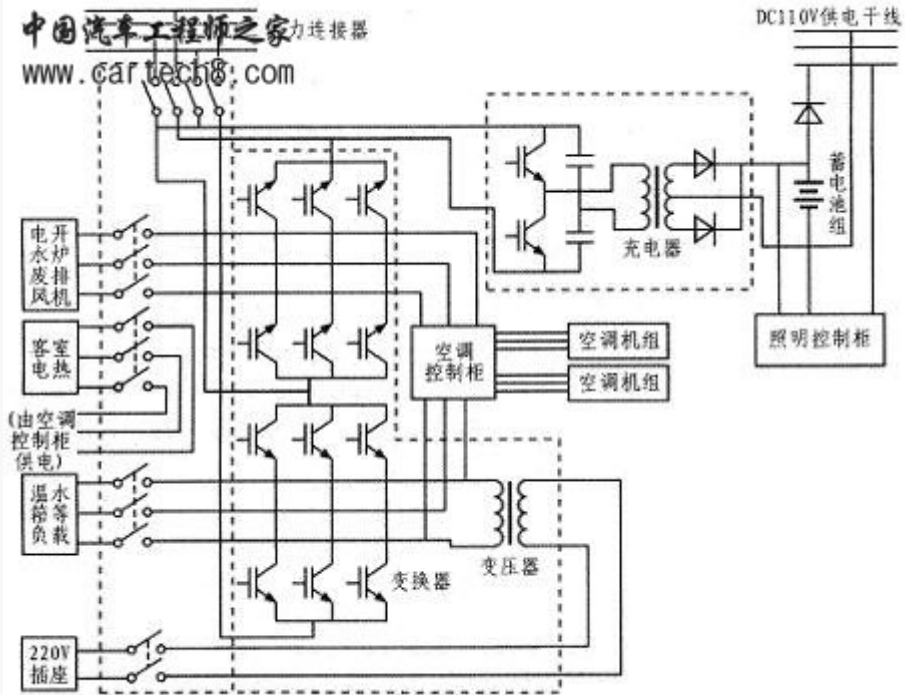 中国汽车工程师之家
力连接器
www.cartech8.com
DC110V供电干线
蓄电池组
充电器
照明控制柜
电开
水炉
废排
风机
客室
电热
(由空调
控制柜
供电)
温水
箱等
负载
220V
插座
空调
控制柜
空调机组
空调机组
变换器
变压器